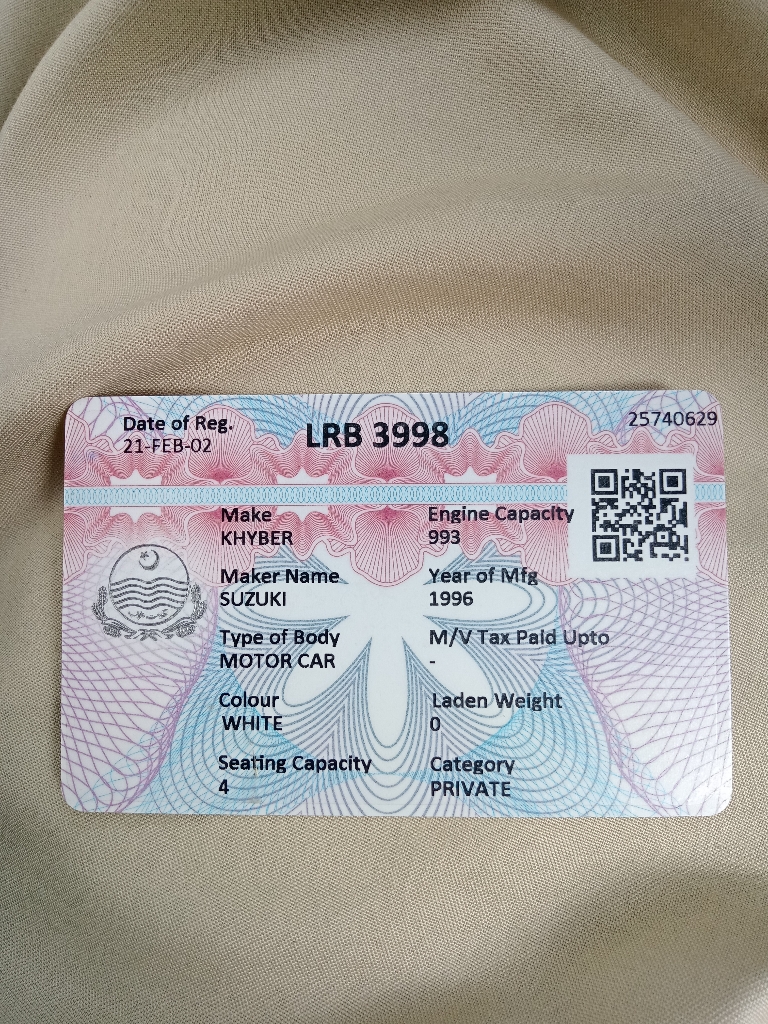 Date of Reg.
21-FEB-02
LRB 3998
25740629
Make
KHYBER
Engine Capacity
993
Maker Name
SUZUKI
Year of Mfg
1996
Type of Body
MOTOR CAR
M/V Tax Paid Upto
-
Colour
WHITE
Laden Weight
0
Seating Capacity
4
Category
PRIVATE